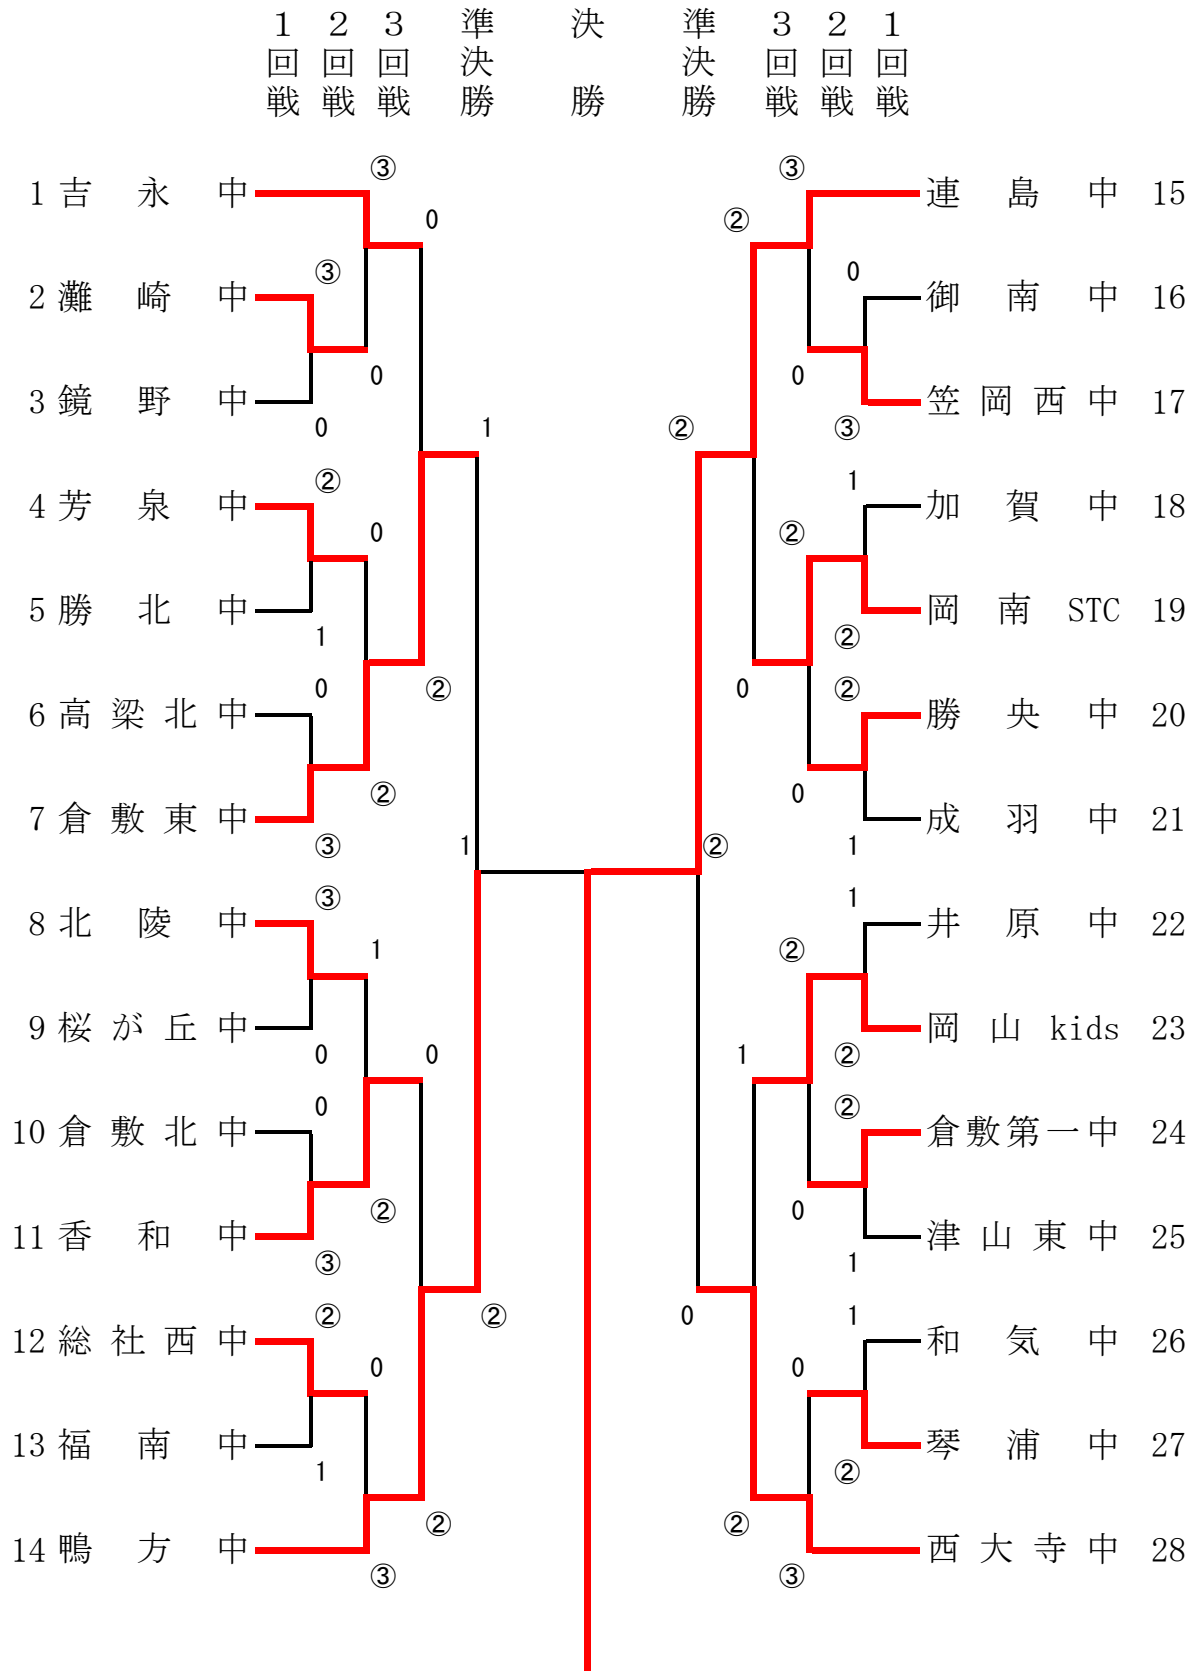 1回戦 2回戦 3回戦 準決勝 決勝 準決勝 3回戦 2回戦 1回戦
③ ③
1 吉永中 連島中 15
0 ②
③ 0
2 灘崎中 御南中 16
0 0
3 鏡野中 笠岡西中 17
0 1 ② ③
② 1
4 芳泉中 加賀中 18
0 ②
5 勝北中 岡南 STC 19
1 ②
0 ② 0 ②
6 高梁北中 勝央中 20
② 0
7 倉敷東中 成羽中 21
③ 1 ② 1
③ 1
8 北陵中 井原中 22
1 ②
9 桜が丘中 岡山 kids 23
0 0 1 ②
0 ②
10 倉敷北中 倉敷第一中 24
② 0
11 香和中 津山東中 25
③ 1
② ② 0 1
12 総社西中 和気中 26
0 0
13 福南中 琴浦中 27
1 ②
② ②
14 鴨方中 西大寺中 28
③ ③